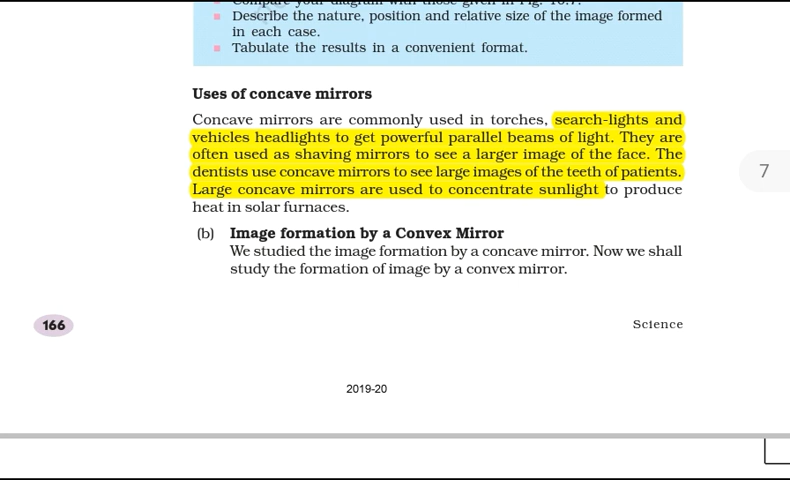 Describe the nature, position and relative size of the image formed
in each case.
Tabulate the results in a convenient format.
Uses of concave mirrors
Concave mirrors are commonly used in torches, search-lights and
vehicles headlights to get powerful parallel beams of light. They are
often used as shaving mirrors to see a larger image of the face. The
dentists use concave mirrors to see large images of the teeth of patients.
Large concave mirrors are used to concentrate sunlight to produce
heat in solar furnaces.
(b) Image formation by a Convex Mirror
We studied the image formation by a concave mirror. Now we shall
study the formation of image by a convex mirror.
7
166
Science
2019-20